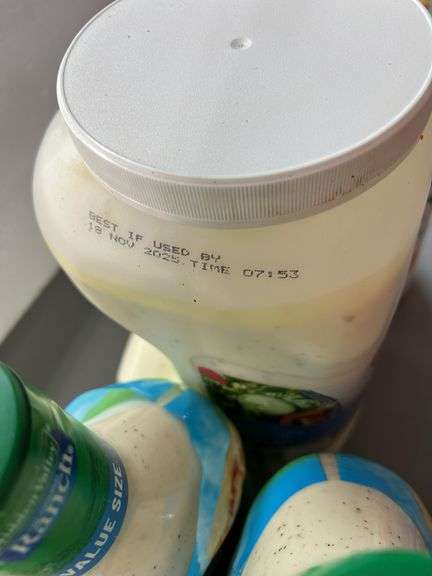 BEST IF USED BY
18 NOV 2025 TIME 07:53
Ranch
VALUE SIZE